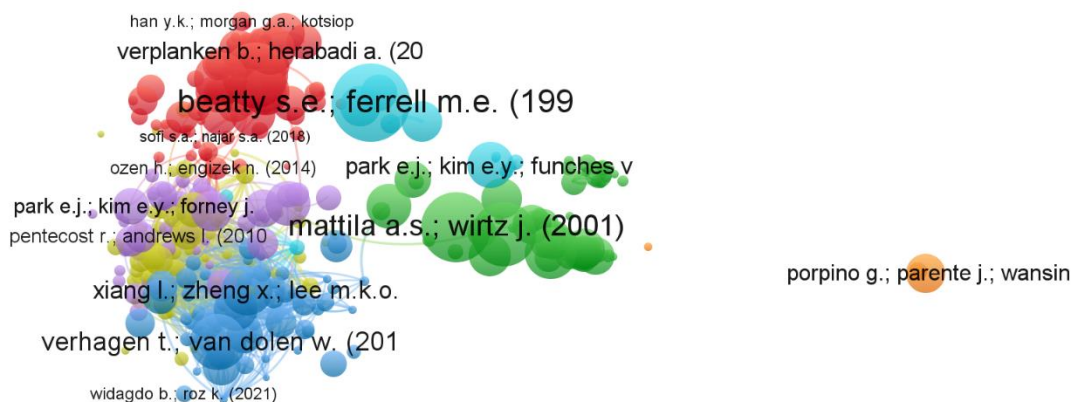 han y.k.; morgan g.a.; kotsiop
verplanken b.; herabadi a. (20
beatty s.e.; ferrell m.e. (199
sofi s.a.; najar s.a. (2018)
ozen h.; engizek n. (2014)
park e.j.; kim e.y.; funches v
park e.j.; kim e.y.; forney j.
mattila a.s.; wirtz j. (2001)
pentecost r.; andrews l. (2010
porpino g.; parente j.; wansin
xiang l.; zheng x.; lee m.k.o.
verhagen t.; van dolen w. (201
widagdo b.; roz k. (2021)